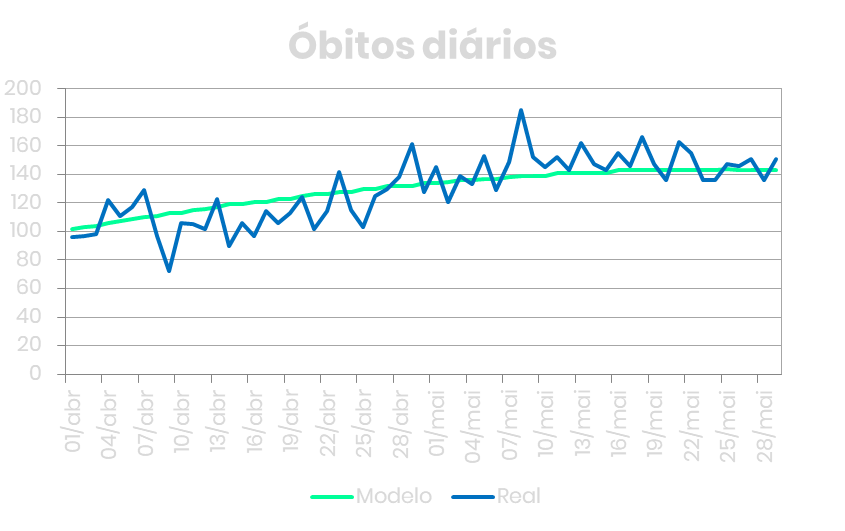 Óbitos diários
200
180
160
140
120
100
80
60
40
20
0
01/abr
04/abr
07/abr
10/abr
13/abr
16/abr
19/abr
22/abr
25/abr
28/abr
01/mai
04/mai
07/mai
10/mai
13/mai
16/mai
19/mai
22/mai
25/mai
28/mai
Modelo Real